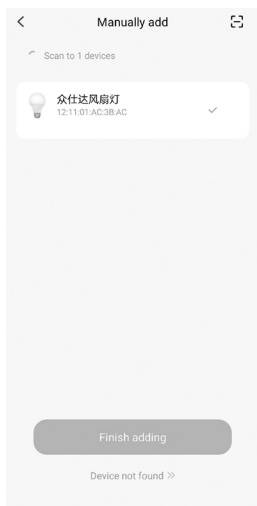 Manually add
Scan to 1 devices
众仕达风扇灯
12:11:01:AC:3B:AC
Finish adding
Device not found »